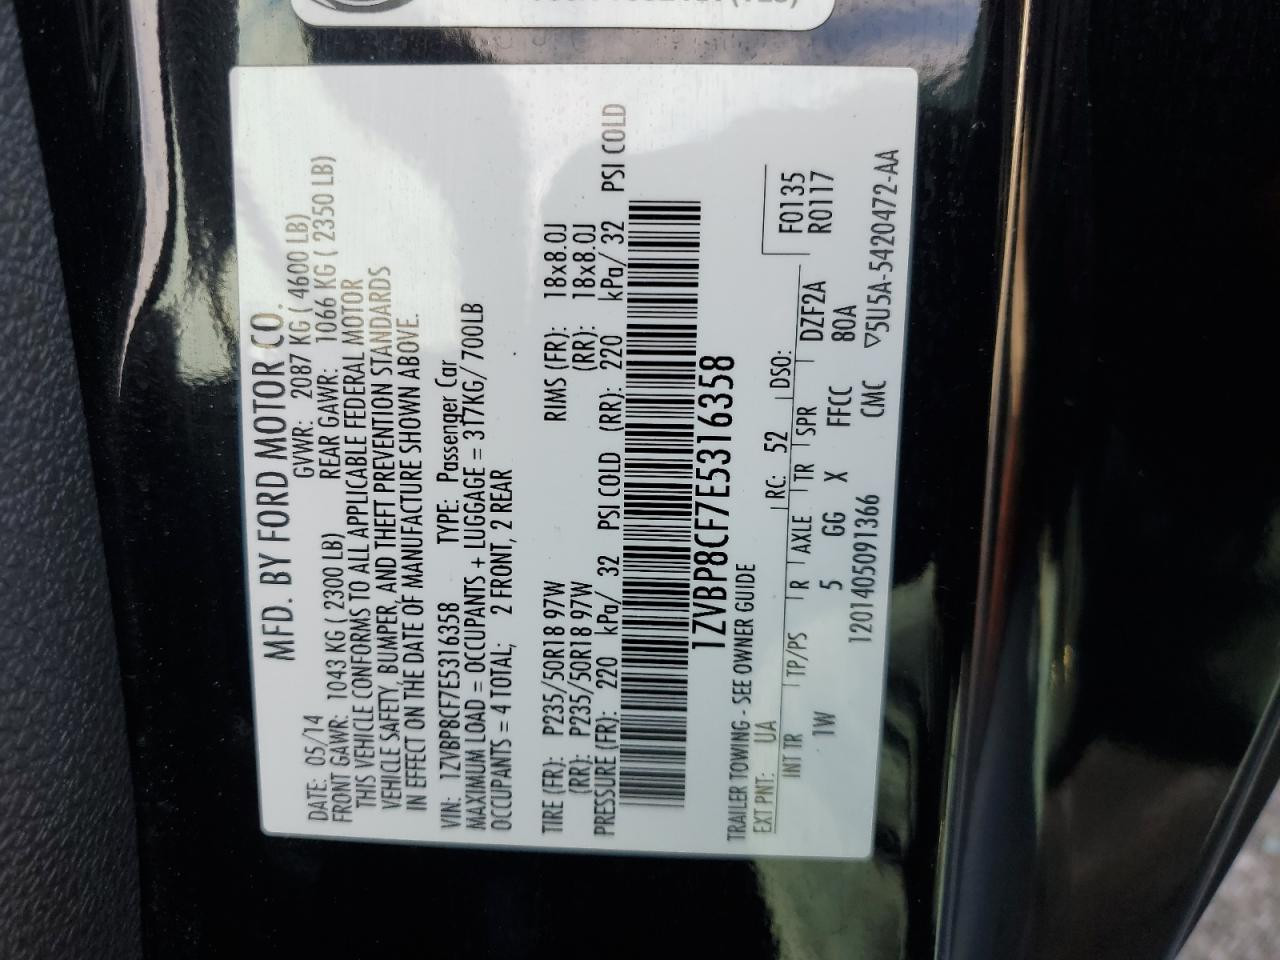 MFD. BY FORD MOTOR CO.
DATE: 05/14 GVWR: 2087 KG ( 4600 LB)
FRONT GAWR: 1043 KG ( 2300 LB) REAR GAWR: 1066 KG ( 2350 LB)
THIS VEHICLE CONFORMS TO ALL APPLICABLE FEDERAL MOTOR
VEHICLE SAFETY, BUMPER, AND THEFT PREVENTION STANDARDS
IN EFFECT ON THE DATE OF MANUFACTURE SHOWN ABOVE.
VIN: 1ZVBP8CF7E5316358 TYPE: Passenger Car
MAXIMUM LOAD = OCCUPANTS + LUGGAGE = 317KG/ 700LB
OCCUPANTS = 4 TOTAL; 2 FRONT, 2 REAR
TIRE (FR): P235/50R18 97W RIMS (FR): 18x8.0J
(RR): P235/50R18 97W (RR): 18x8.0J
PRESSURE (FR): 220 kPa/ 32 PSI COLD (RR): 220 kPa/ 32 PSI COLD
1ZVBP8CF7E5316358
TRAILER TOWING - SEE OWNER GUIDE
EXT PNT: UA RC: 52 DSO: F0135
INT TR TP/PS R AXLE TR SPR DZF2A R0117
1W 5 GG X FFCC 80A
1201405091366 CMC ▽5U5A-5420472-AA